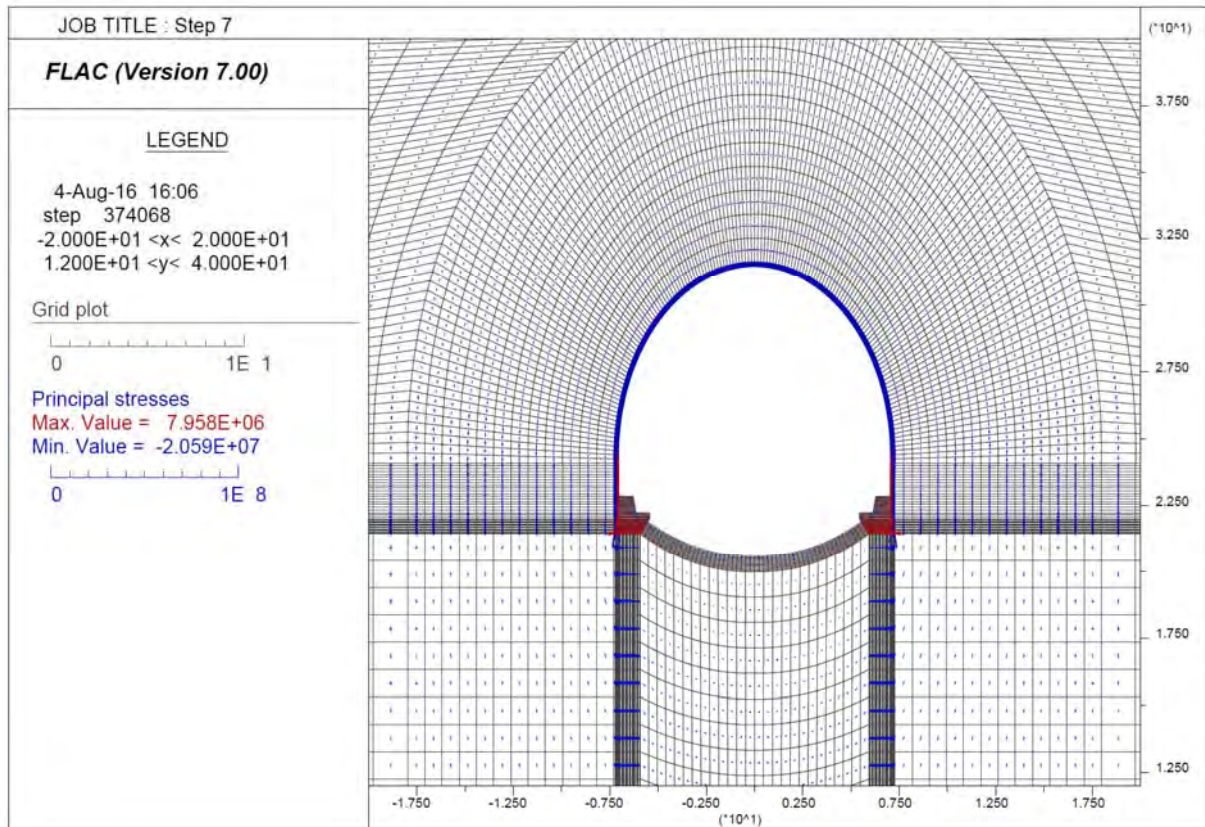 JOB TITLE : Step 7
FLAC (Version 7.00)
LEGEND
4-Aug-16 16:06
step 374068
-2.000E+01 <x< 2.000E+01
1.200E+01 <y< 4.000E+01
Grid plot
0 1E 1
Principal stresses
Max. Value = 7.958E+06
Min. Value = -2.059E+07
0 1E 8
(*10^1)
3.750
3.250
2.750
2.250
1.750
1.250
-1.750 -1.250 -0.750 -0.250 0.250 0.750 1.250 1.750
(*10^1)